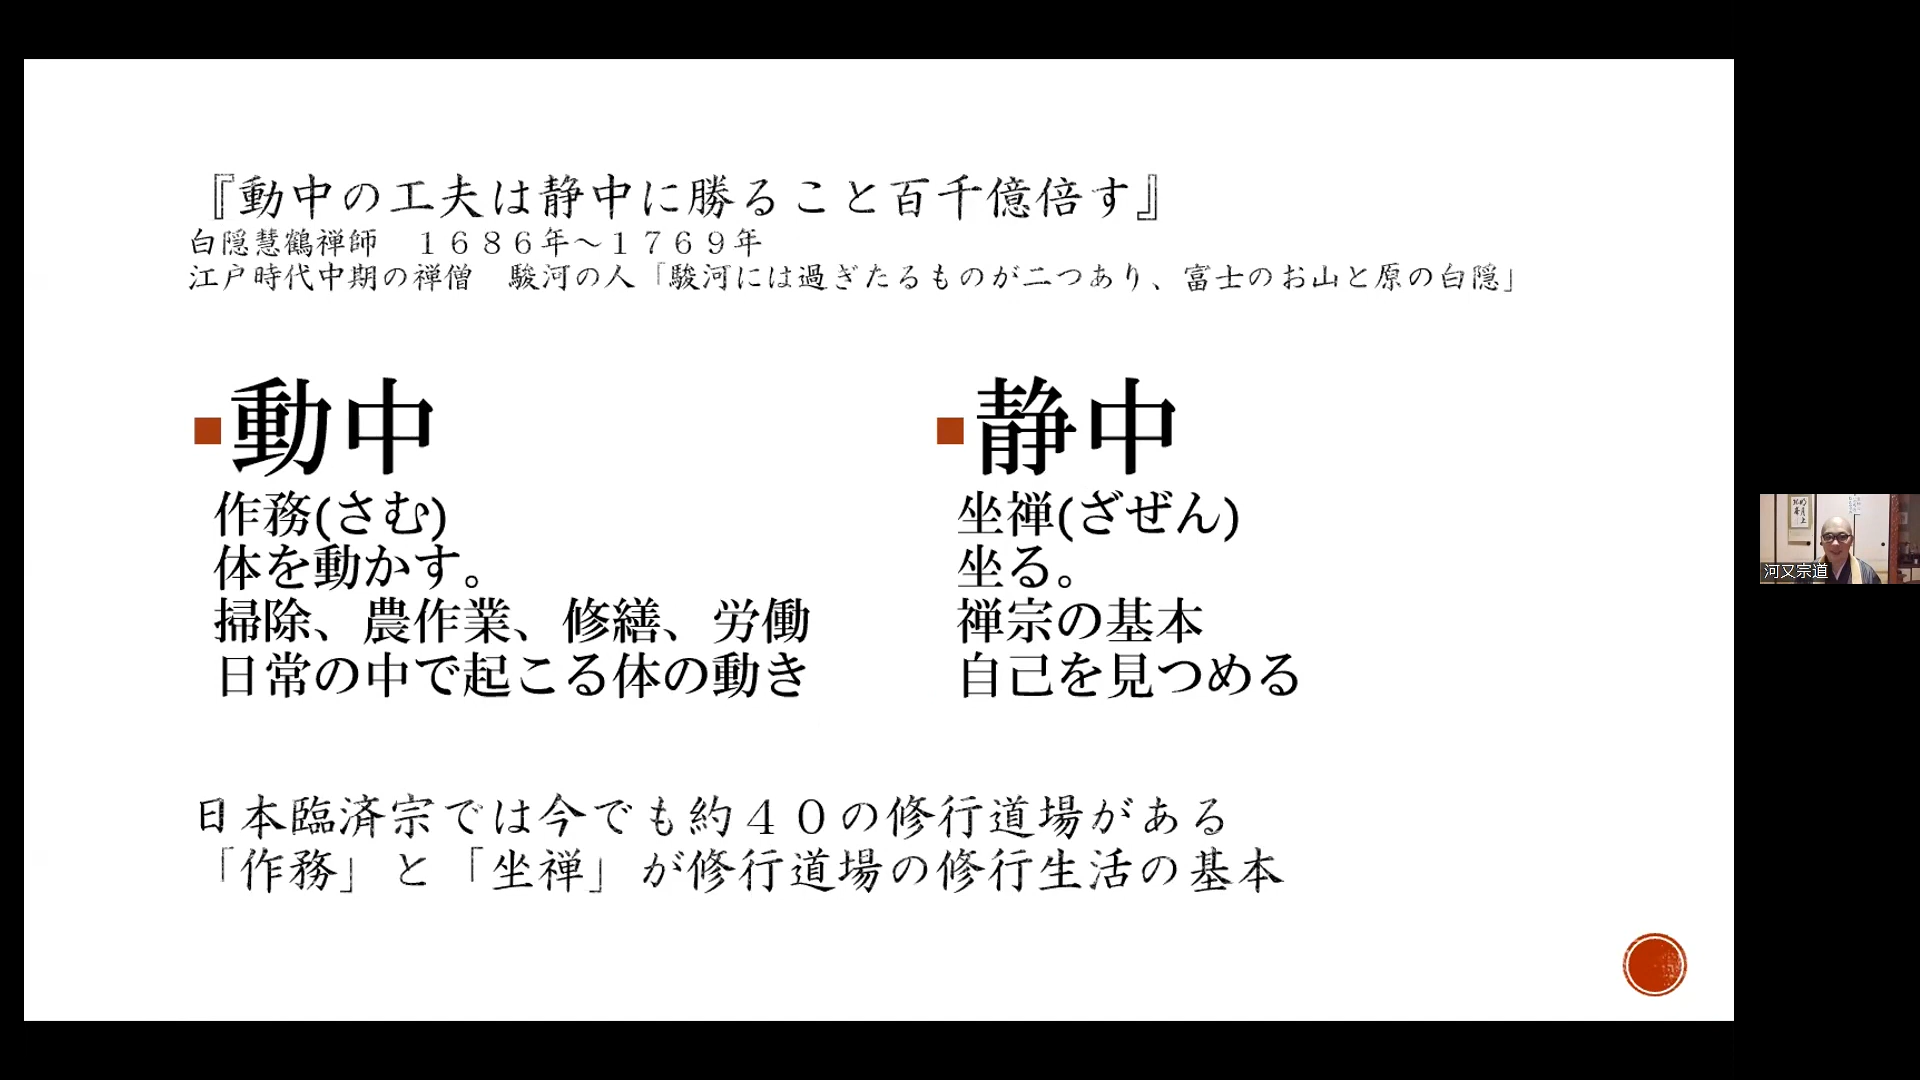 『動中の工夫は静中に勝ること百千億倍す』
白隠慧鶴禅師　１６８６年～１７６９年
江戸時代中期の禅僧　駿河の人「駿河には過ぎたるものが二つあり、富士のお山と原の白隠」
動中
作務(さむ)
体を動かす。
掃除、農作業、修繕、労働
日常の中で起こる体の動き
静中
坐禅(ざぜん)
坐る。
禅宗の基本
自己を見つめる
日本臨済宗では今でも約４０の修行道場がある
「作務」と「坐禅」が修行道場の修行生活の基本
河又宗道